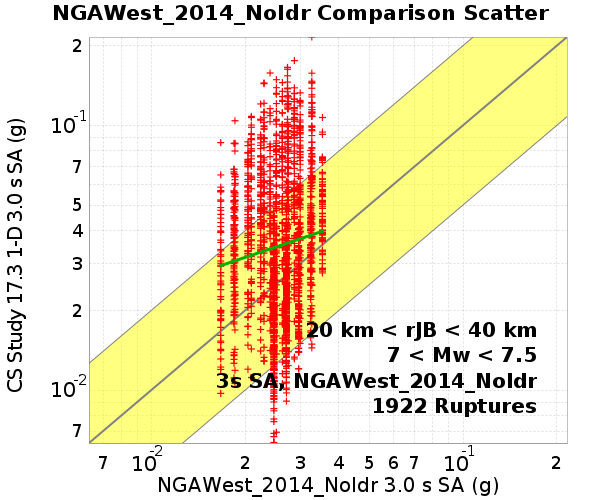 NGAWest_2014_NoIdr Comparison Scatter
CS Study 17.3 1-D 3.0 s SA (g)
2
10-1
7
5
4
3
2
10-2
7
20 km < rJB < 40 km
7 < Mw < 7.5
3s SA, NGAWest_2014_NoIdr
1922 Ruptures
7 10-2 2 3 4 5 6 7 10-1 2
NGAWest_2014_NoIdr 3.0 s SA (g)